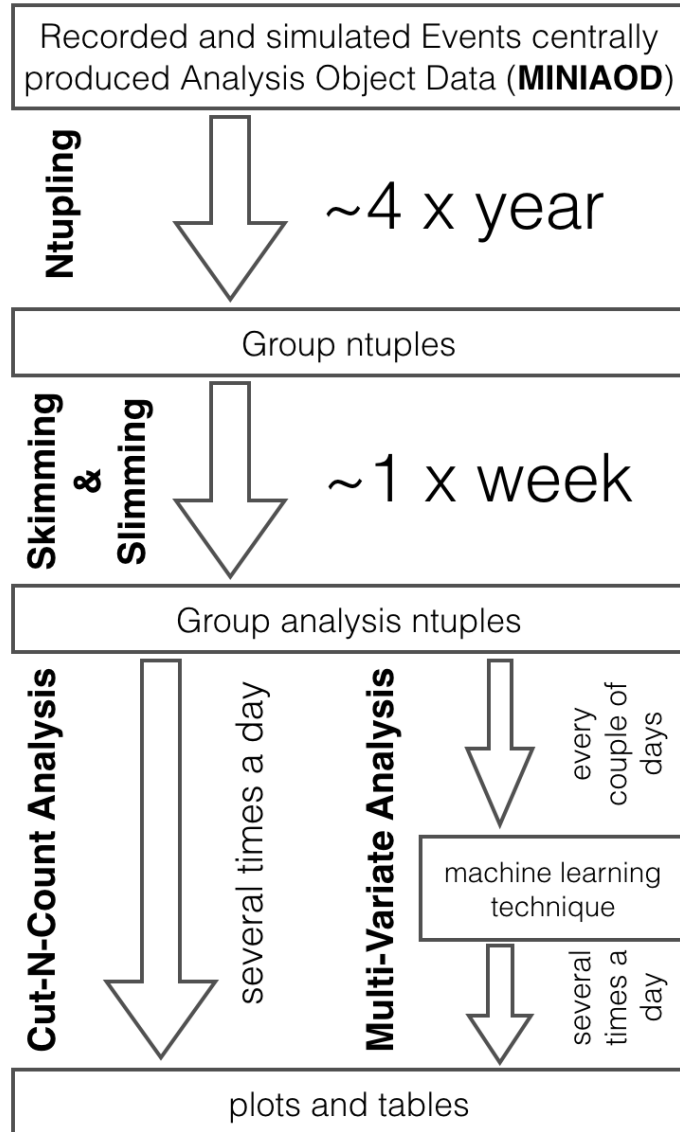 Recorded and simulated Events centrally
produced Analysis Object Data (MINIAOD)
Ntupling
~4 x year
Group ntuples
Skimming
&
Slimming
~1 x week
Group analysis ntuples
Cut-N-Count Analysis
several times a day
Multi-Variate Analysis
every
couple of
days
machine learning
technique
several
times a
day
plots and tables